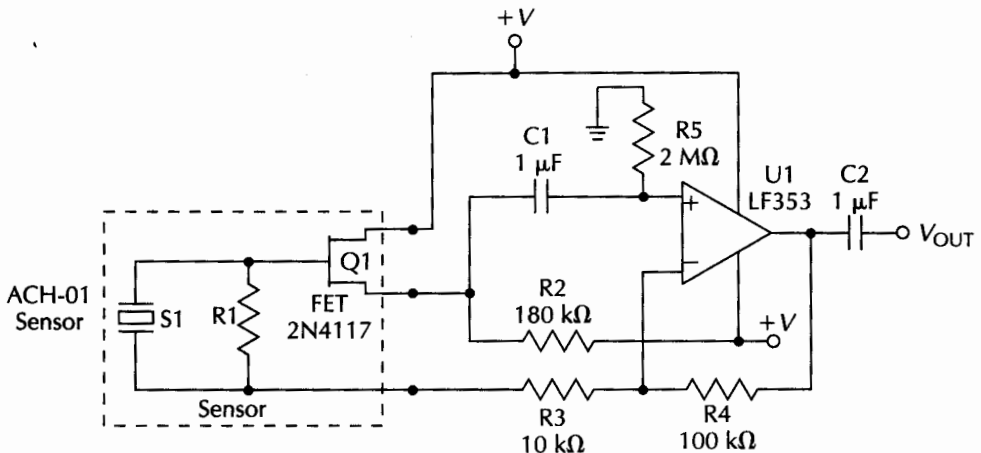 +V
C1
1 µF
R5
2 MΩ
U1
LF353
C2
1 µF
+
−
VOUT
Q1
ACH-01
Sensor
S1
R1
FET
2N4117
R2
180 kΩ
+V
Sensor
R3
10 kΩ
R4
100 kΩ